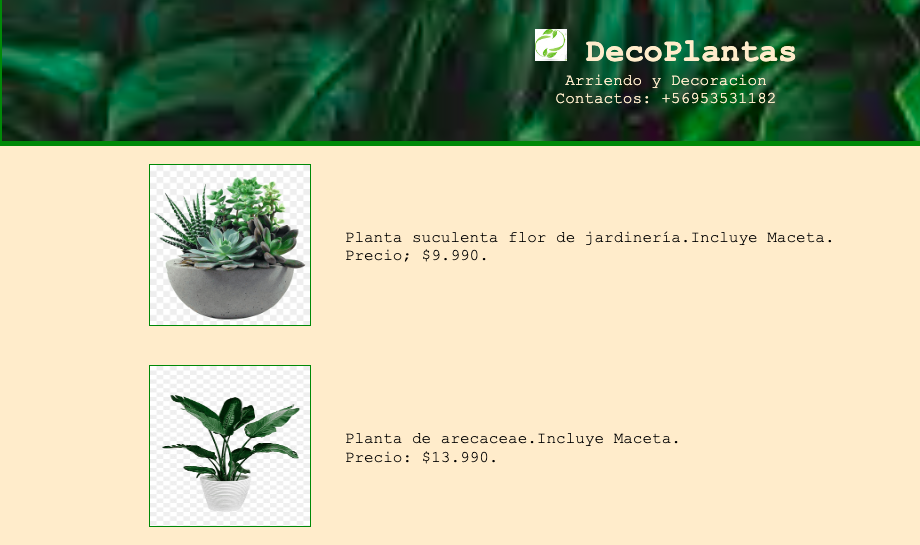 DecoPlantas
Arriendo y Decoracion
Contactos: +56953531182
Planta suculenta flor de jardinería.Incluye Maceta.
Precio; $9.990.
Planta de arecaceae.Incluye Maceta.
Precio: $13.990.